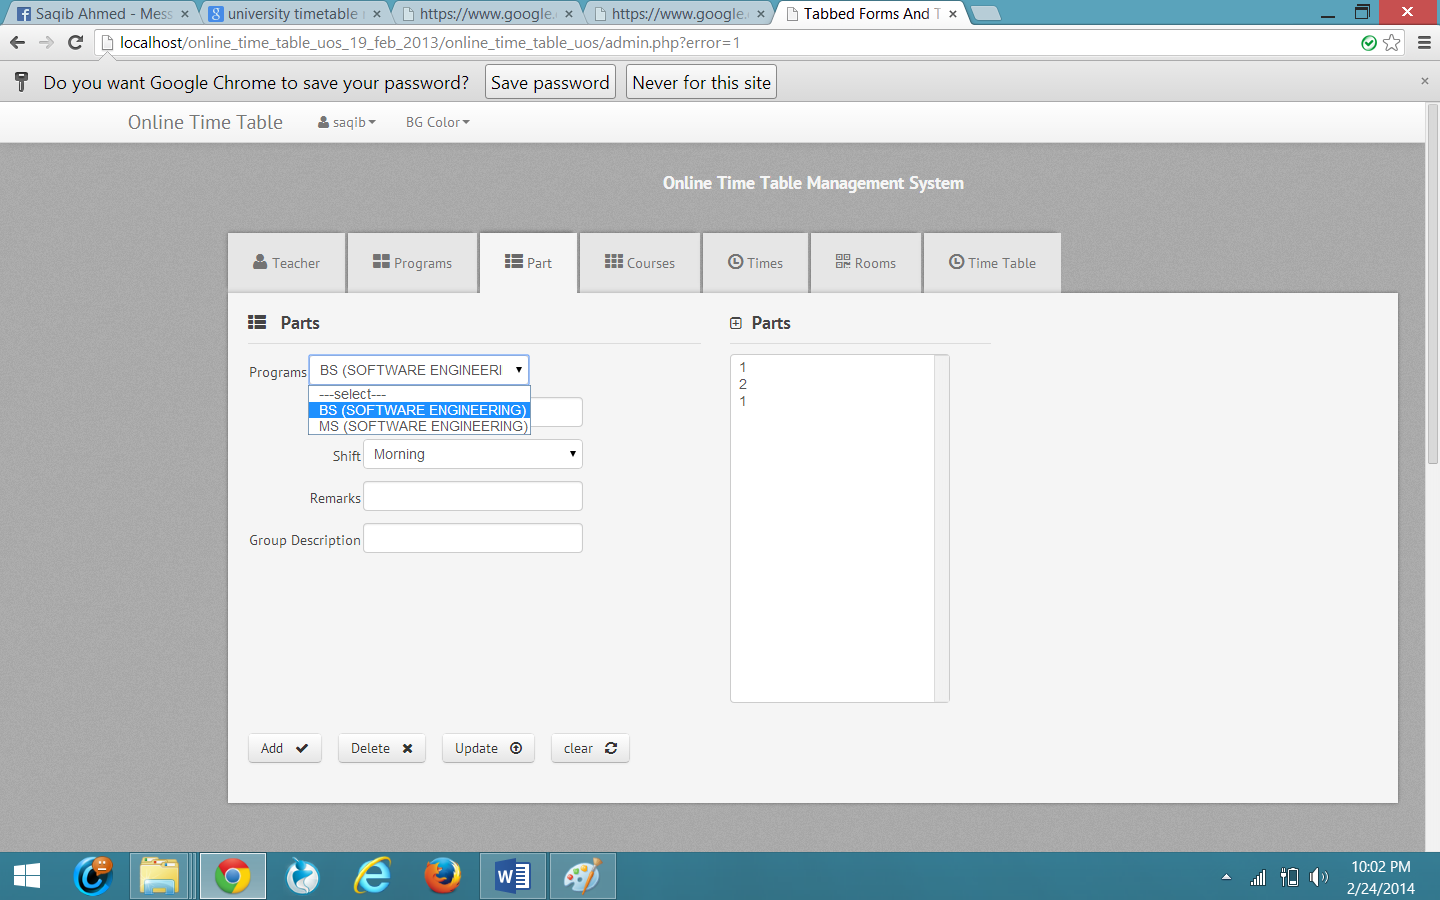 Saqib Ahmed - Mess
university timetable
https://www.google.
https://www.google.
Tabbed Forms And T
localhost/online_time_table_uos_19_feb_2013/online_time_table_uos/admin.php?error=1
Do you want Google Chrome to save your password?
Save password
Never for this site
Online Time Table
saqib
BG Color
Online Time Table Management System
Teacher
Programs
Part
Courses
Times
Rooms
Time Table
Parts
Programs
BS (SOFTWARE ENGINEERI
---select---
BS (SOFTWARE ENGINEERING)
MS (SOFTWARE ENGINEERING)
Shift
Morning
Remarks
Group Description
Parts
1
2
1
Add
Delete
Update
clear
10:02 PM
2/24/2014